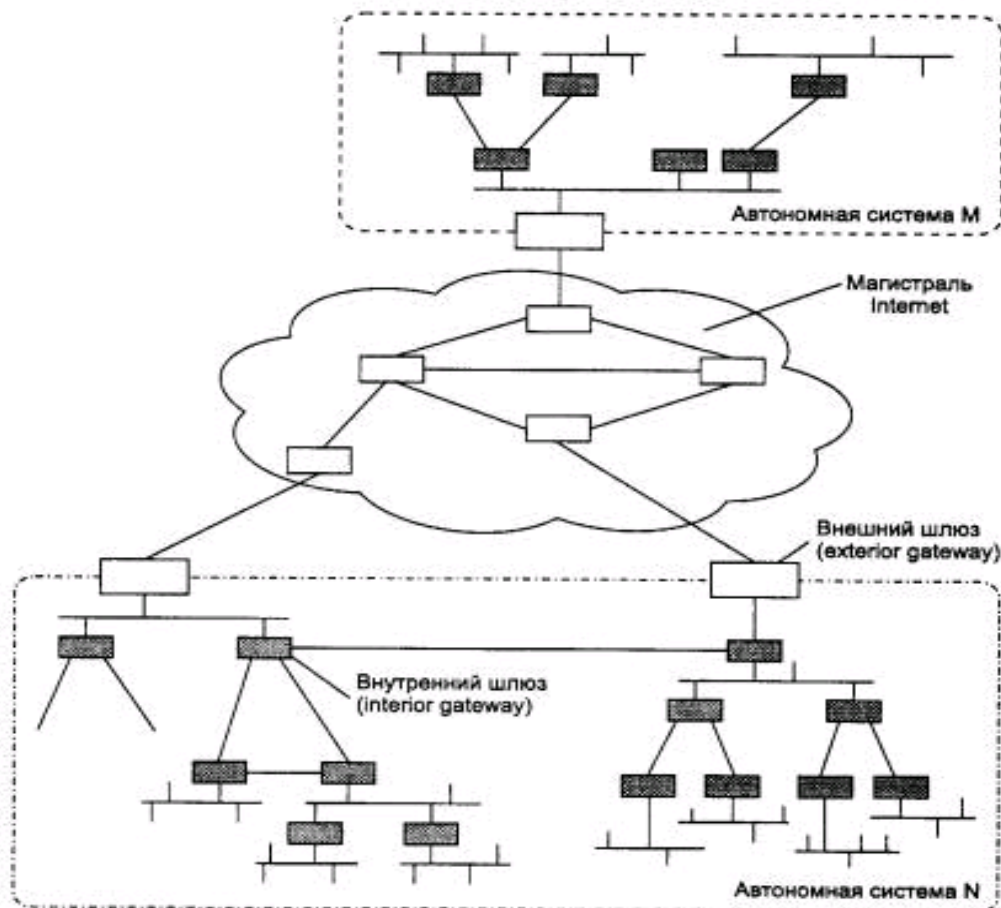 Автономная система M
Магистраль
Internet
Внешний шлюз
(exterior gateway)
Внутренний шлюз
(interior gateway)
Автономная система N